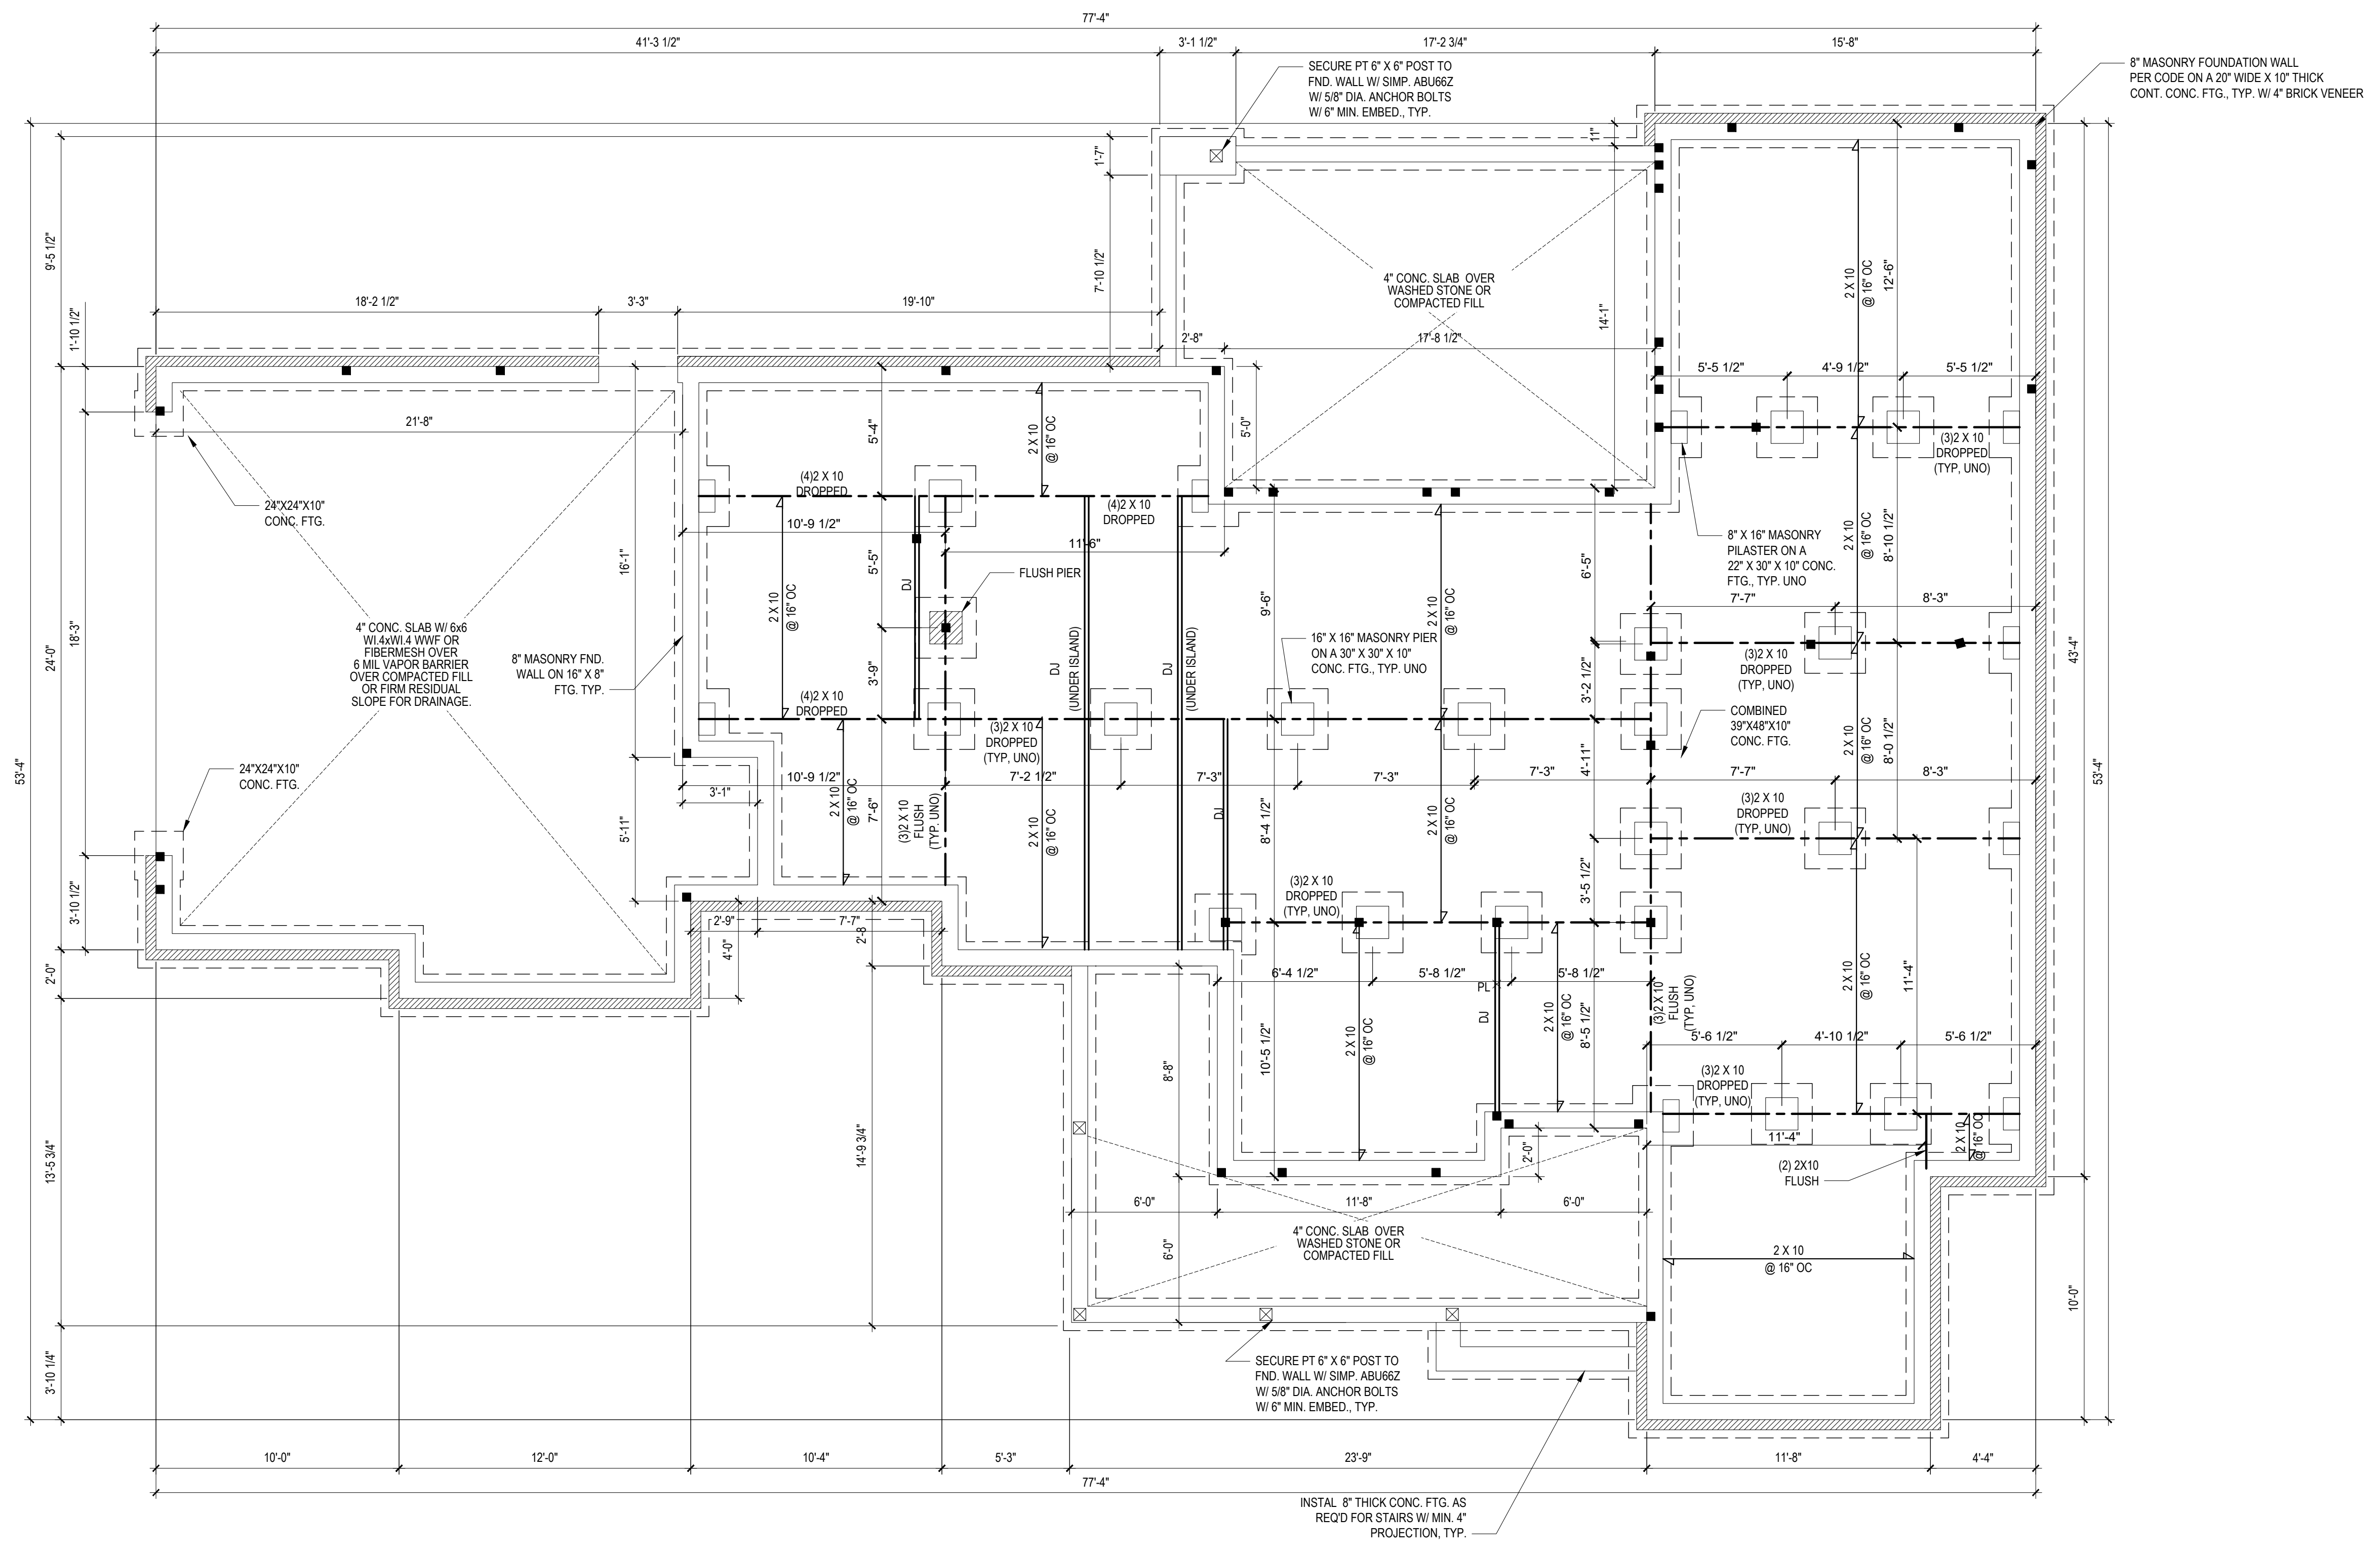 77'-4"
41'-3 1/2"
3'-1 1/2"
17'-2 3/4"
15'-8"
SECURE PT 6" X 6" POST TO
FND. WALL W/ SIMP. ABU66Z
W/ 5/8" DIA. ANCHOR BOLTS
W/ 6" MIN. EMBED., TYP.
8" MASONRY FOUNDATION WALL
PER CODE ON A 20" WIDE X 10" THICK
CONT. CONC. FTG., TYP. W/ 4" BRICK VENEER
11"
1'-7"
9'-5 1/2"
7'-10 1/2"
4" CONC. SLAB OVER
WASHED STONE OR
COMPACTED FILL
14'-1"
2 X 10
@ 16" OC
12'-6"
18'-2 1/2"
3'-3"
19'-10"
1'-10 1/2"
2'-8"
17'-8 1/2"
5'-5 1/2"
4'-9 1/2"
5'-5 1/2"
21'-8"
5'-4"
2 X 10
@ 16" OC
5'-0"
(3)2 X 10
DROPPED
(TYP, UNO)
24"X24"X10"
CONC. FTG.
(4)2 X 10
DROPPED
(4)2 X 10
DROPPED
10'-9 1/2"
11'-6"
16'-1"
5'-5"
DJ
FLUSH PIER
2 X 10
@ 16" OC
6'-5"
9'-6"
2 X 10
@ 16" OC
8" X 16" MASONRY
PILASTER ON A
22" X 30" X 10" CONC.
FTG., TYP. UNO
2 X 10
@ 16" OC
8'-10 1/2"
7'-7"
8'-3"
4" CONC. SLAB W/ 6x6
WI.4xWI.4 WWF OR
FIBERMESH OVER
6 MIL VAPOR BARRIER
OVER COMPACTED FILL
OR FIRM RESIDUAL
SLOPE FOR DRAINAGE.
24'-0"
18'-3"
8" MASONRY FND.
WALL ON 16" X 8"
FTG. TYP.
3'-9"
DJ
(UNDER ISLAND)
DJ
(UNDER ISLAND)
16" X 16" MASONRY PIER
ON A 30" X 30" X 10"
CONC. FTG., TYP. UNO
3'-2 1/2"
(3)2 X 10
DROPPED
(TYP, UNO)
43'-4"
(4)2 X 10
DROPPED
(3)2 X 10
DROPPED
(TYP, UNO)
COMBINED
39"X48"X10"
CONC. FTG.
2 X 10
@ 16" OC
8'-0 1/2"
53'-4"
53'-4"
24"X24"X10"
CONC. FTG.
10'-9 1/2"
7'-2 1/2"
7'-3"
7'-3"
7'-3"
4'-11"
7'-7"
8'-3"
3'-1"
5'-11"
2 X 10
@ 16" OC
7'-6"
(3)2 X 10
FLUSH
(TYP. UNO)
2 X 10
@ 16" OC
DJ
8'-4 1/2"
2 X 10
@ 16" OC
(3)2 X 10
DROPPED
(TYP, UNO)
3'-5 1/2"
(3)2 X 10
DROPPED
(TYP, UNO)
3'-10 1/2"
2'-9"
7'-7"
2'-8
4'-0"
2'-0"
6'-4 1/2"
5'-8 1/2"
5'-8 1/2"
PL
DJ
2 X 10
@ 16" OC
8'-5 1/2"
(3)2 X 10
FLUSH
(TYP, UNO)
2 X 10
@ 16" OC
11'-4"
5'-6 1/2"
4'-10 1/2"
5'-6 1/2"
8'-8"
10'-5 1/2"
2 X 10
@ 16" OC
(3)2 X 10
DROPPED
(TYP, UNO)
11'-4"
2 X 10
@ 16" OC
14'-9 3/4"
13'-5 3/4"
2'-0"
(2) 2X10
FLUSH
6'-0"
11'-8"
6'-0"
6'-0"
4" CONC. SLAB OVER
WASHED STONE OR
COMPACTED FILL
2 X 10
@ 16" OC
10'-0"
3'-10 1/4"
SECURE PT 6" X 6" POST TO
FND. WALL W/ SIMP. ABU66Z
W/ 5/8" DIA. ANCHOR BOLTS
W/ 6" MIN. EMBED., TYP.
10'-0"
12'-0"
10'-4"
5'-3"
23'-9"
11'-8"
4'-4"
77'-4"
INSTAL 8" THICK CONC. FTG. AS
REQ'D FOR STAIRS W/ MIN. 4"
PROJECTION, TYP.